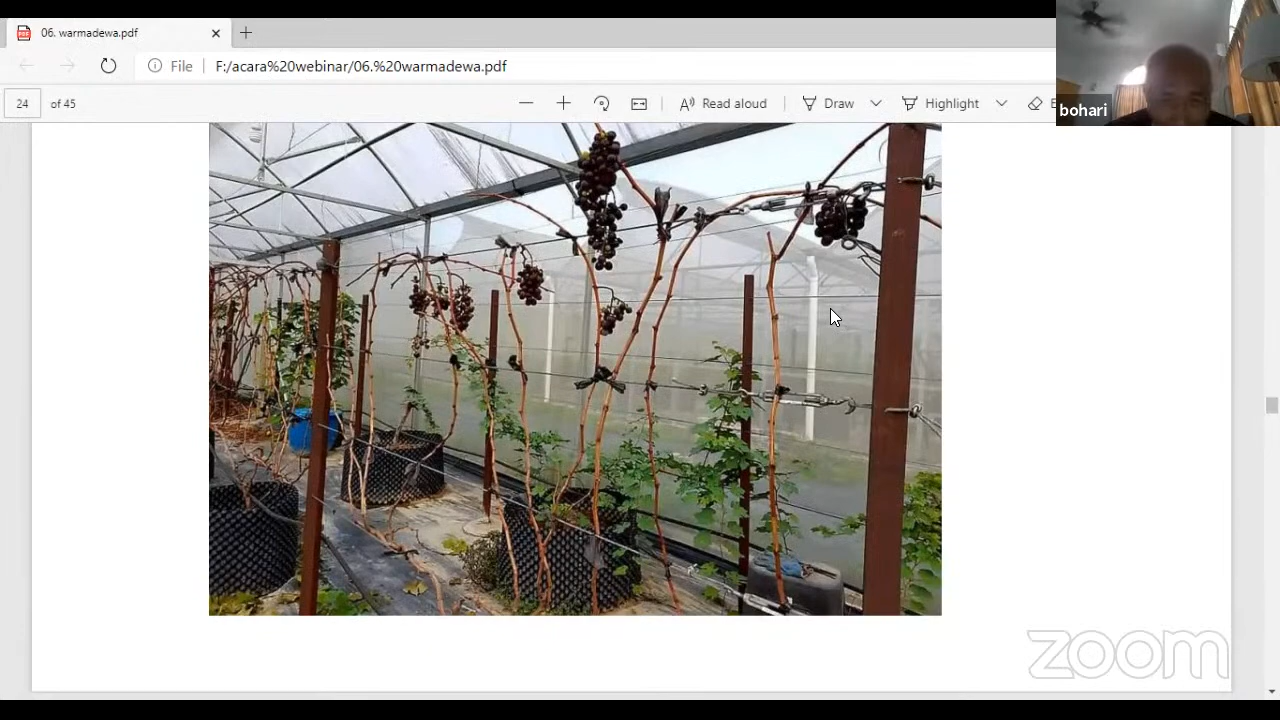 06. warmadewa.pdf
File
F:/acara%20webinar/06.%20warmadewa.pdf
24 of 45
Read aloud
Draw
Highlight
bohari
zoom